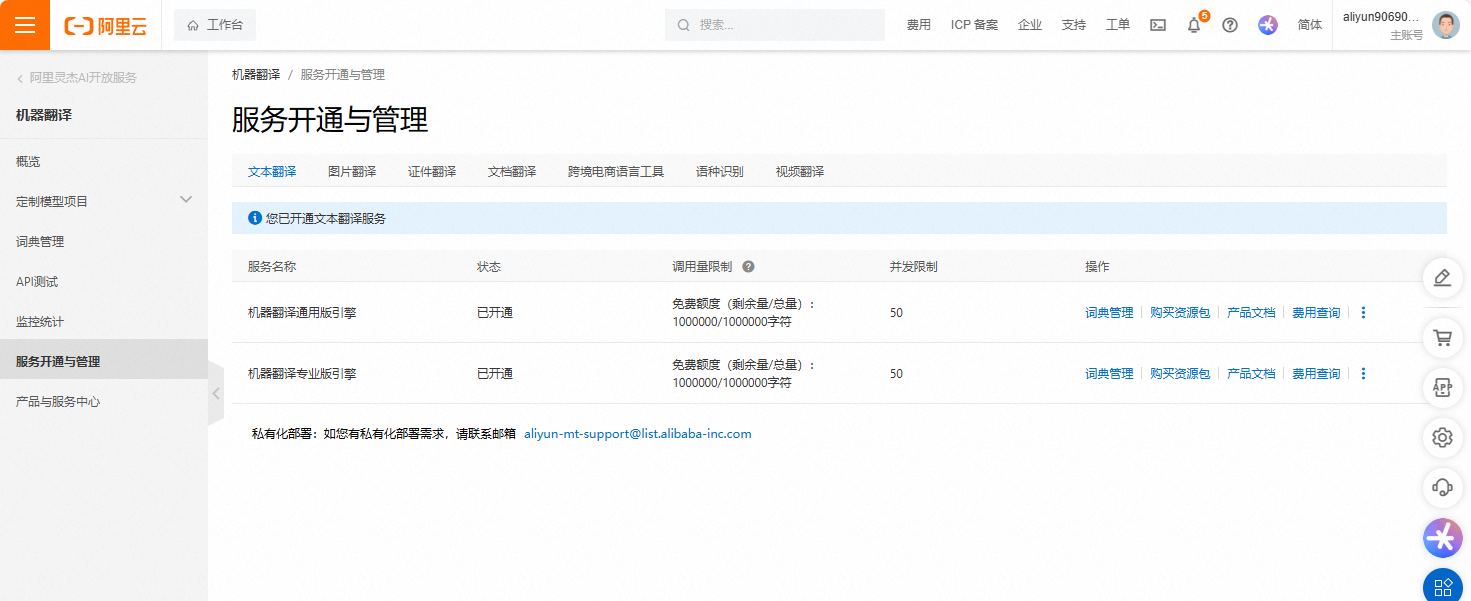 阿里云
工作台
搜索...
费用
ICP 备案
企业
支持
工单
5
简体
aliyun90690...
主账号
阿里灵杰AI开放服务
机器翻译
概览
定制模型项目
词典管理
API测试
监控统计
服务开通与管理
产品与服务中心
机器翻译 / 服务开通与管理
服务开通与管理
文本翻译 图片翻译 证件翻译 文档翻译 跨境电商语言工具 语种识别 视频翻译
您已开通文本翻译服务
服务名称 状态 调用量限制 并发限制 操作
机器翻译通用版引擎 已开通
免费额度（剩余量/总量）:
1000000/1000000字符
50
词典管理 购买资源包 产品文档 费用查询
机器翻译专业版引擎 已开通
免费额度（剩余量/总量）:
1000000/1000000字符
50
词典管理 购买资源包 产品文档 费用查询
私有化部署：如您有私有化部署需求，请联系邮箱 aliyun-mt-support@list.alibaba-inc.com
APP